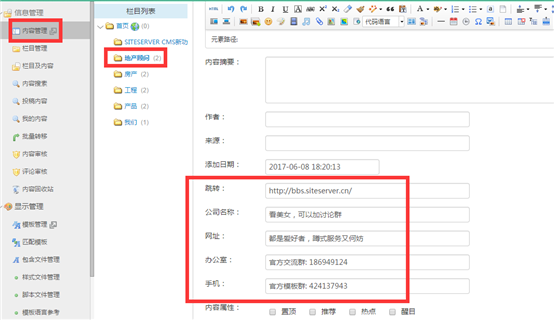 信息管理
内容管理
栏目管理
栏目及内容
内容搜索
投稿内容
我的内容
批量转移
内容审核
评论审核
内容回收站
显示管理
模板管理
匹配模板
包含文件管理
样式文件管理
脚本文件管理
模板语言参考
栏目列表
首页 (0)
SITESERVER CMS新动
地产顾问 (2)
房产 (2)
工程 (2)
产品 (2)
我们 (1)
HTML
代码语言
元素路径:
内容摘要：
作者：
来源：
添加日期： 2017-06-08 18:20:13
跳转： http://bbs.siteserver.cn/
公司名称： 看美女，可以加讨论群
网址： 都是爱好者，蹲式服务又何妨
办公室： 官方交流群: 186949124
手机： 官方模板群: 424137943
内容属性： 置顶 推荐 热点 醒目